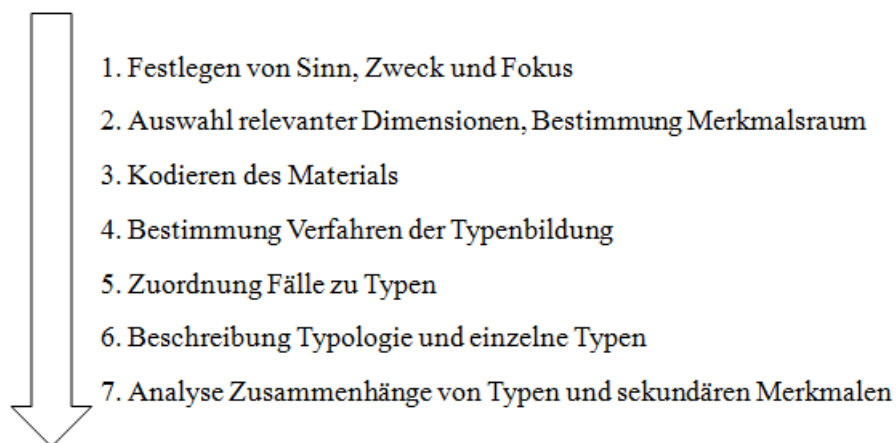 1. Festlegen von Sinn, Zweck und Fokus
2. Auswahl relevanter Dimensionen, Bestimmung Merkmalsraum
3. Kodieren des Materials
4. Bestimmung Verfahren der Typenbildung
5. Zuordnung Fälle zu Typen
6. Beschreibung Typologie und einzelne Typen
7. Analyse Zusammenhänge von Typen und sekundären Merkmalen